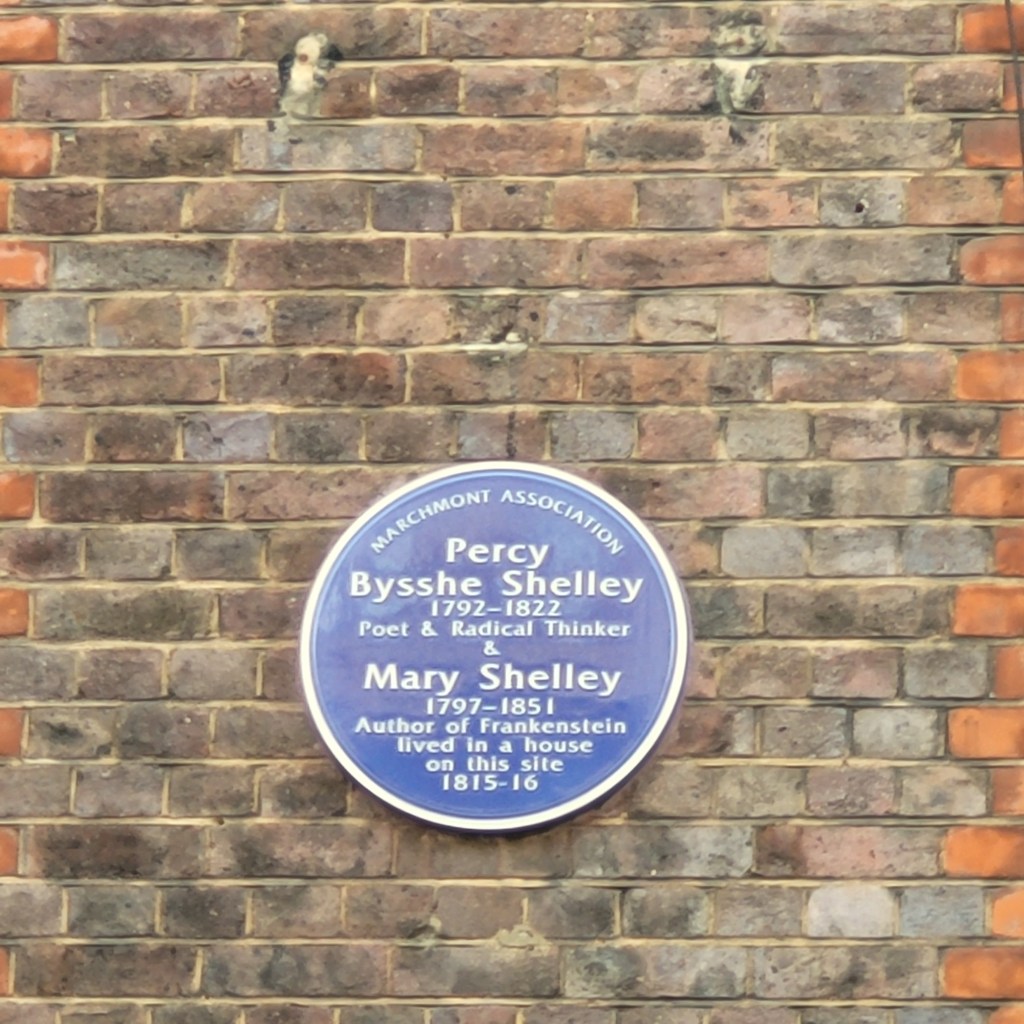 MARCHMONT ASSOCIATION
Percy
Bysshe Shelley
1792–1822
Poet & Radical Thinker
&
Mary Shelley
1797–1851
Author of Frankenstein
lived in a house
on this site
1815-16